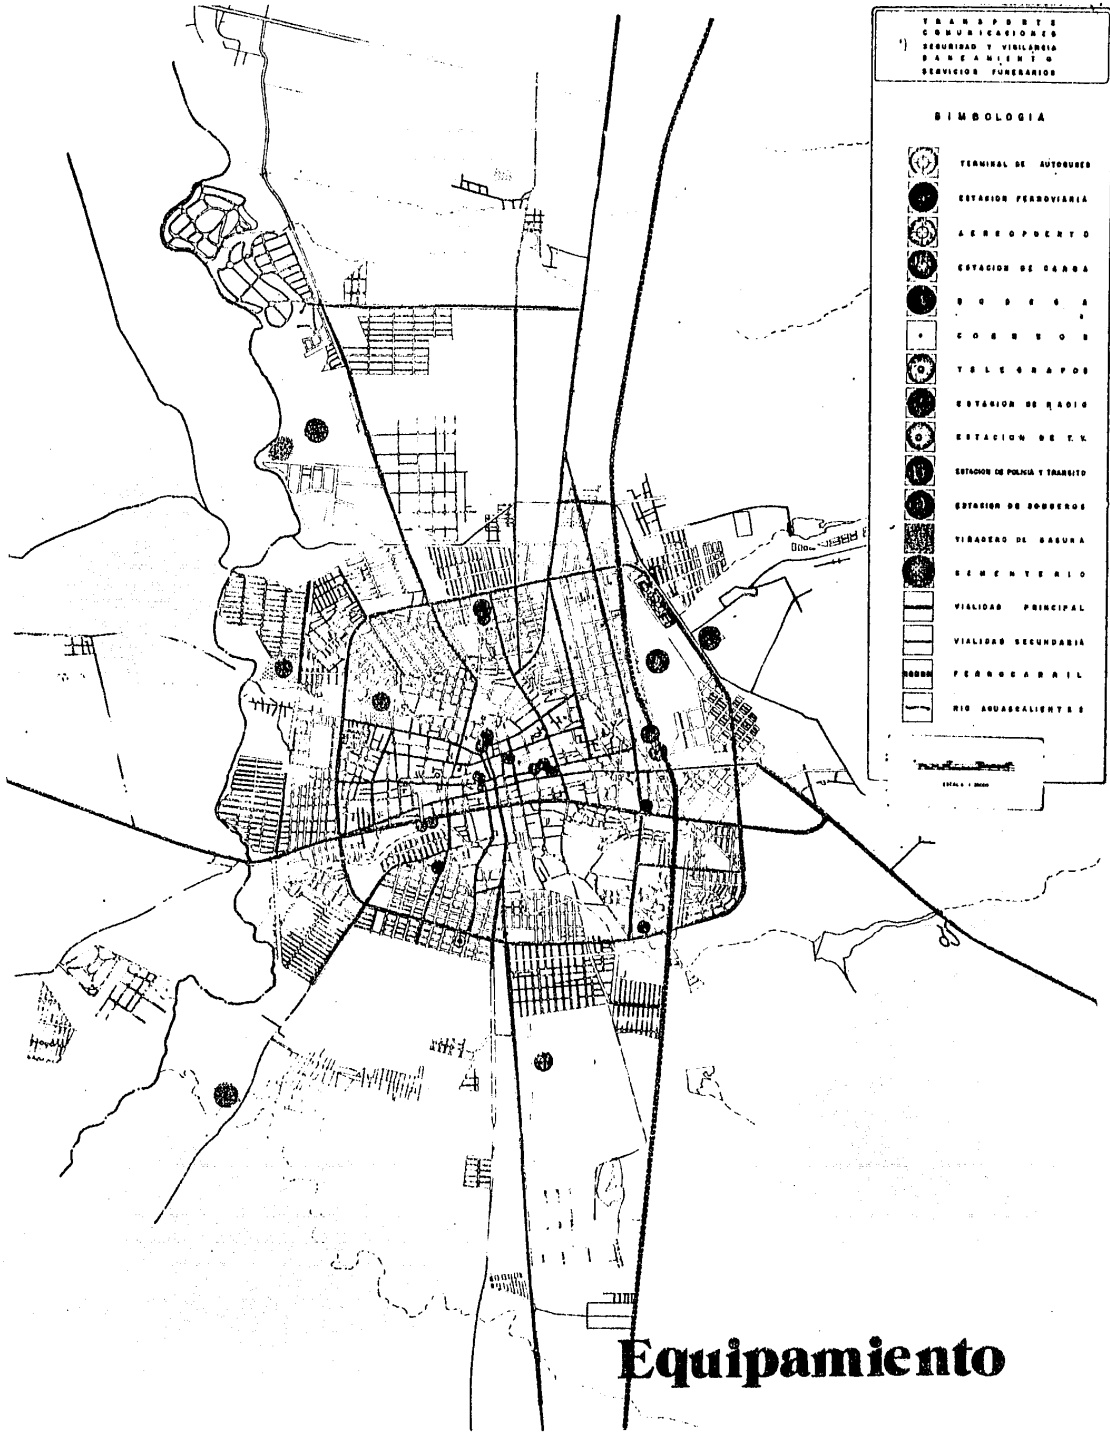 TRANSPORTE
COMUNICACIONES
SEGURIDAD Y VIGILANCIA
SANEAMIENTO
SERVICIOS FUNERARIOS
SIMBOLOGIA
TERMINAL DE AUTOBUSES
ESTACION FERROVIARIA
AEREOPUERTO
ESTACION DE CARGA
BODEGA
CORREOS
TELEGRAFOS
ESTACION DE RADIO
ESTACION DE T.V.
ESTACION DE POLICIA Y TRANSITO
ESTACION DE BOMBEROS
TIRADERO DE BASURA
SEMENTERIO
VIALIDAD PRINCIPAL
VIALIDAD SECUNDARIA
FERROCARRIL
RIO AGUASCALIENTES
Equipamiento